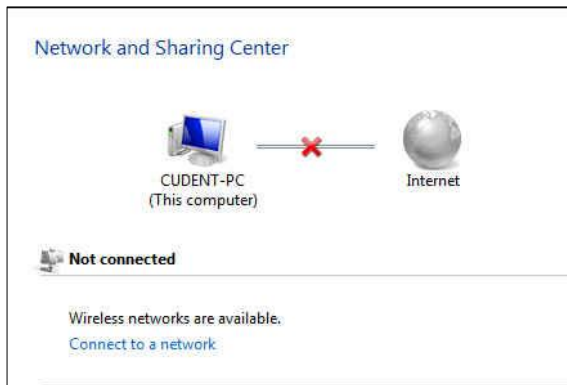 Network and Sharing Center
CUDENT-PC
(This computer)
Internet
Not connected
Wireless networks are available.
Connect to a network